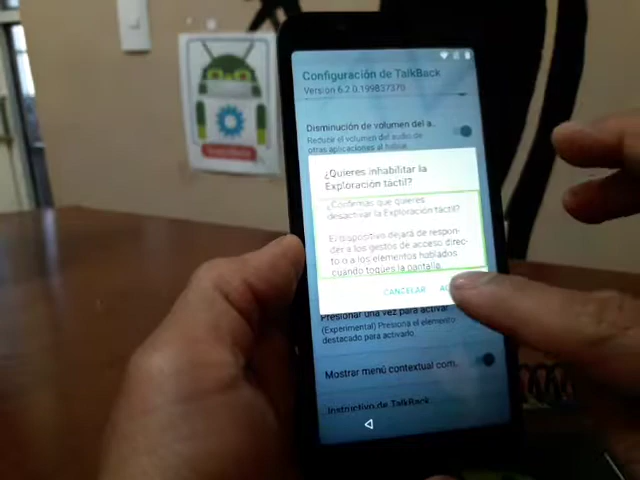 Configuración de TalkBack
Versión 6.2.0.199837370
Disminución de volumen del a..
Reducir el volumen del audio de
otras aplicaciones al hablar
¿Quieres inhabilitar la
Exploración táctil?
¿Confirmas que quieres
desactivar la Exploración táctil?
El dispositivo dejará de respon-
der a los gestos de acceso direc-
to o a los elementos hablados
cuando toques la pantalla.
CANCELAR
Presionar una vez para activar
(Experimental) Presiona el elemento
destacado para activarlo.
Mostrar menú contextual com..
Instructivo de TalkBack